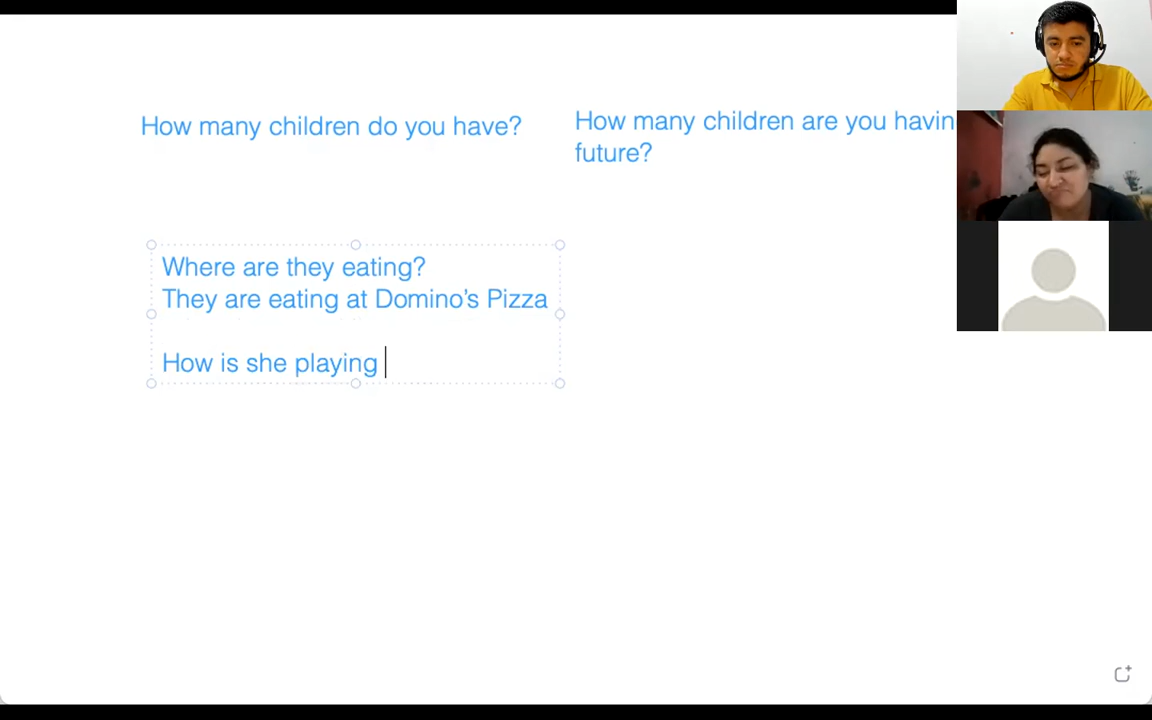 How many children do you have?
How many children are you havin
future?
Where are they eating?
They are eating at Domino's Pizza
How is she playing